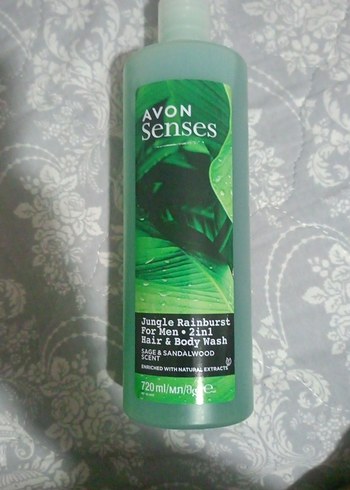 AVON
Senses
Jungle Rainburst
For Men • 2in1
Hair & Body Wash
SAGE & SANDALWOOD
SCENT
ENRICHED WITH NATURAL EXTRACTS
720 ml/мл/მლ℮